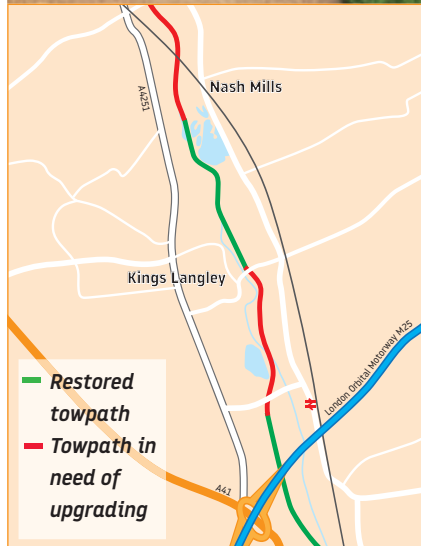 A4251
Nash Mills
Kings Langley
London Orbital Motorway M25
A41
Restored
towpath
Towpath in
need of
upgrading